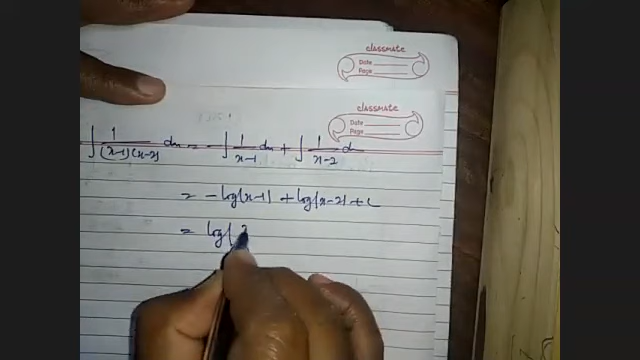 classmate
Date
Page
classmate
Date
Page
∫ 1/((x-1)(x-2)) dx = -∫ 1/(x-1) dx + ∫ 1/(x-2) dx
= -log|x-1| + log|x-2| + c
= log|